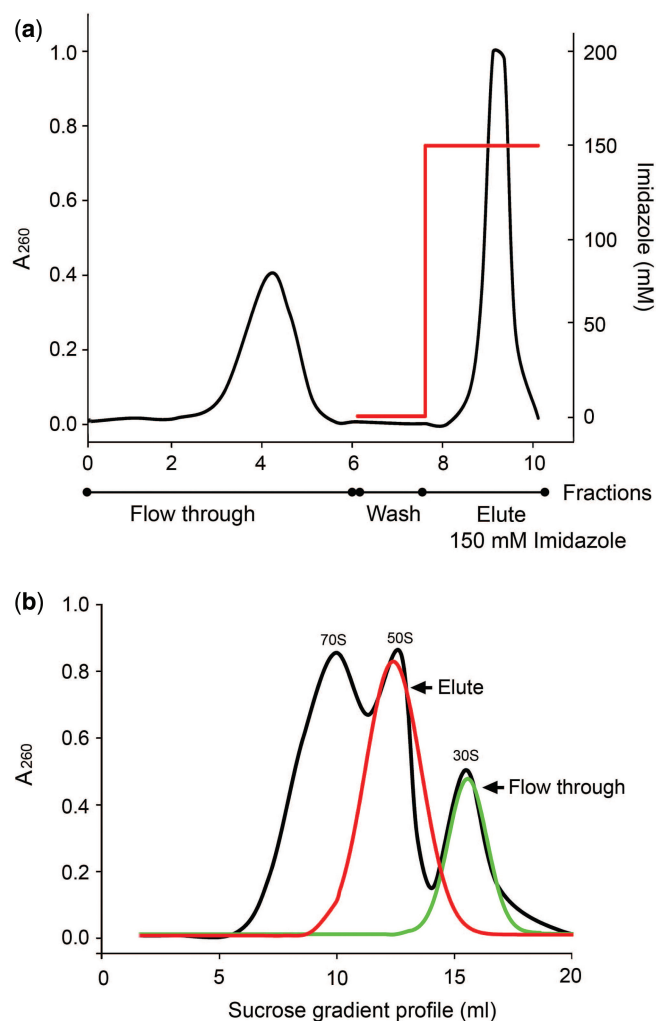 (a)
1.0
0.8
0.6
0.4
0.2
0.0
A260
200
150
100
50
0
Imidazole (mM)
0 2 4 6 8 10
Fractions
Flow through Wash Elute
150 mM Imidazole
(b)
1.0
0.8
0.6
0.4
0.2
0.0
A260
70S 50S
Elute
30S
Flow through
0 5 10 15 20
Sucrose gradient profile (ml)